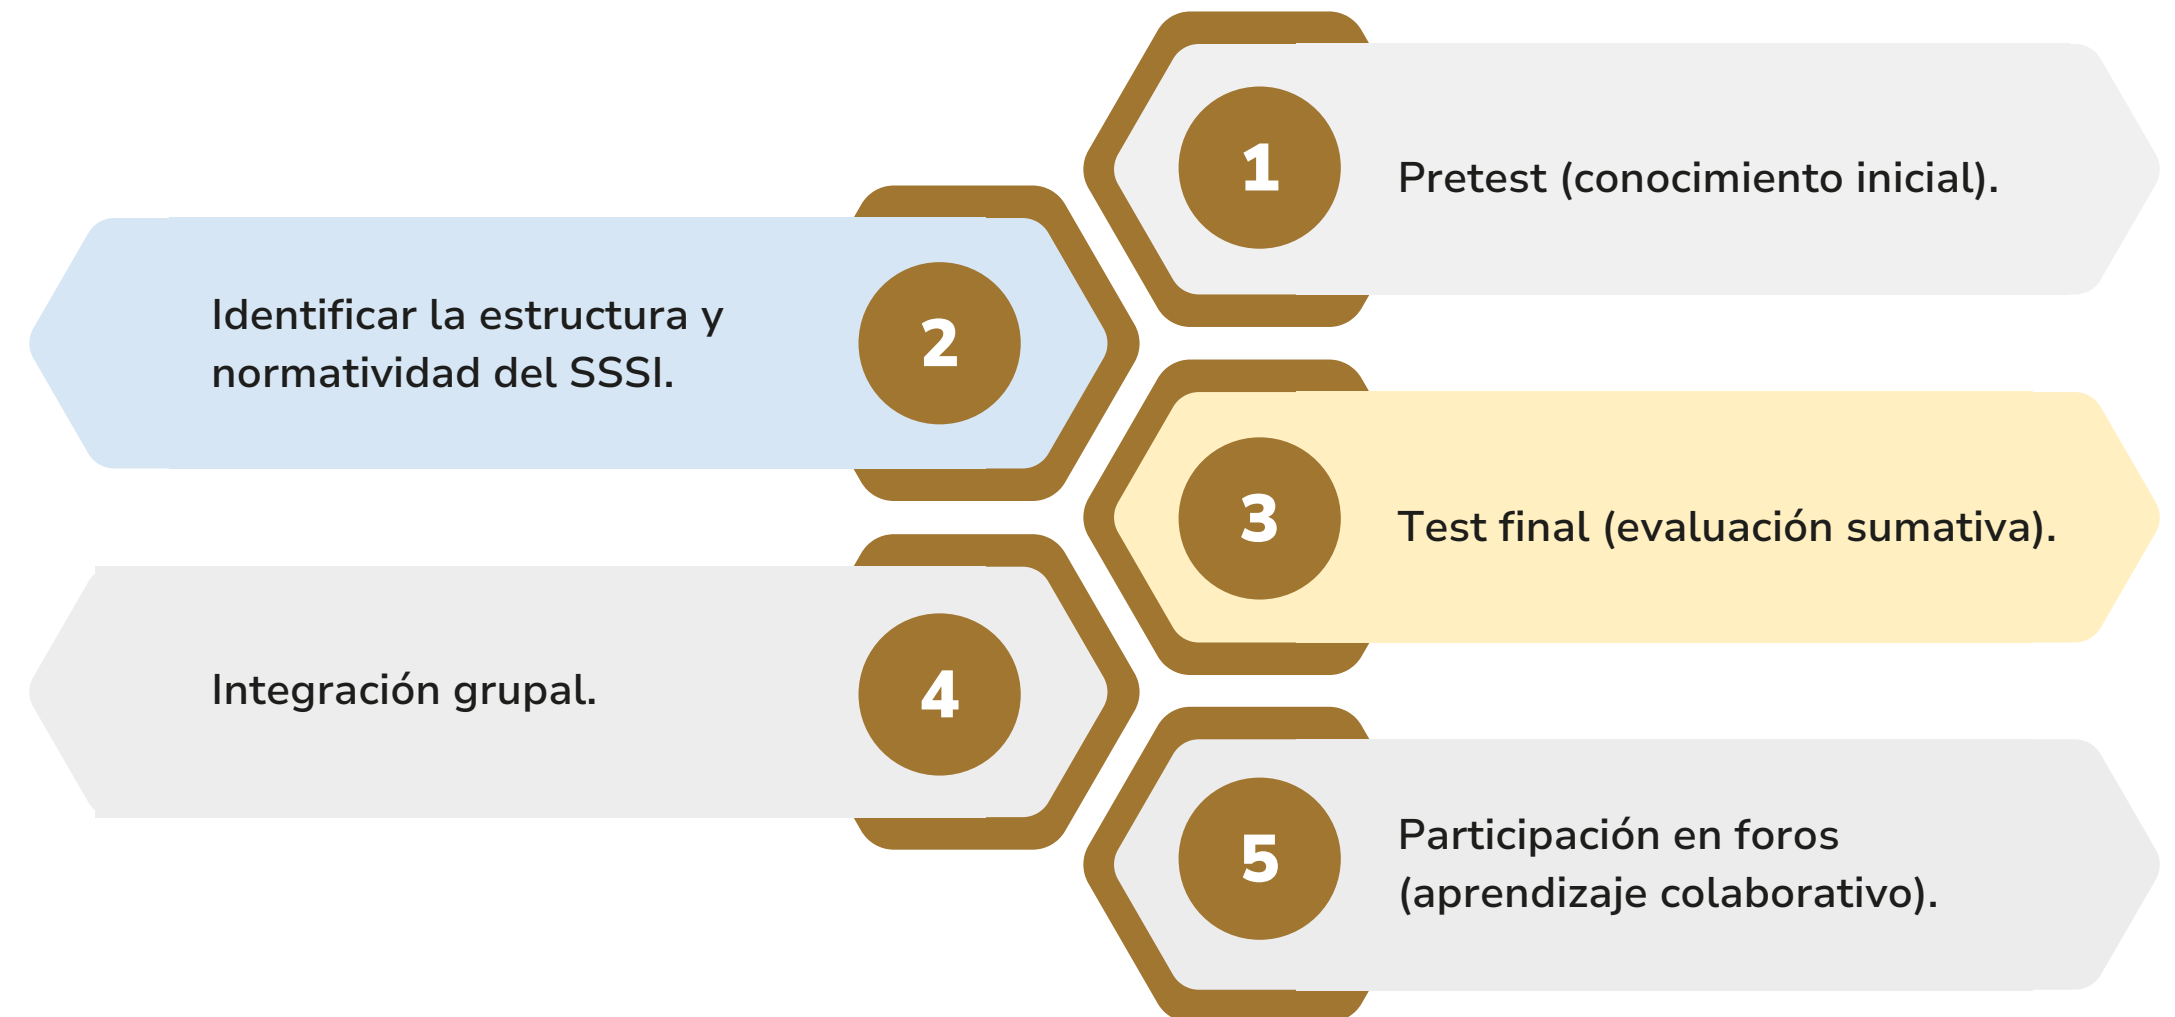 1
Pretest (conocimiento inicial).
2
Identificar la estructura y
normatividad del SSSI.
3
Test final (evaluación sumativa).
4
Integración grupal.
5
Participación en foros
(aprendizaje colaborativo).